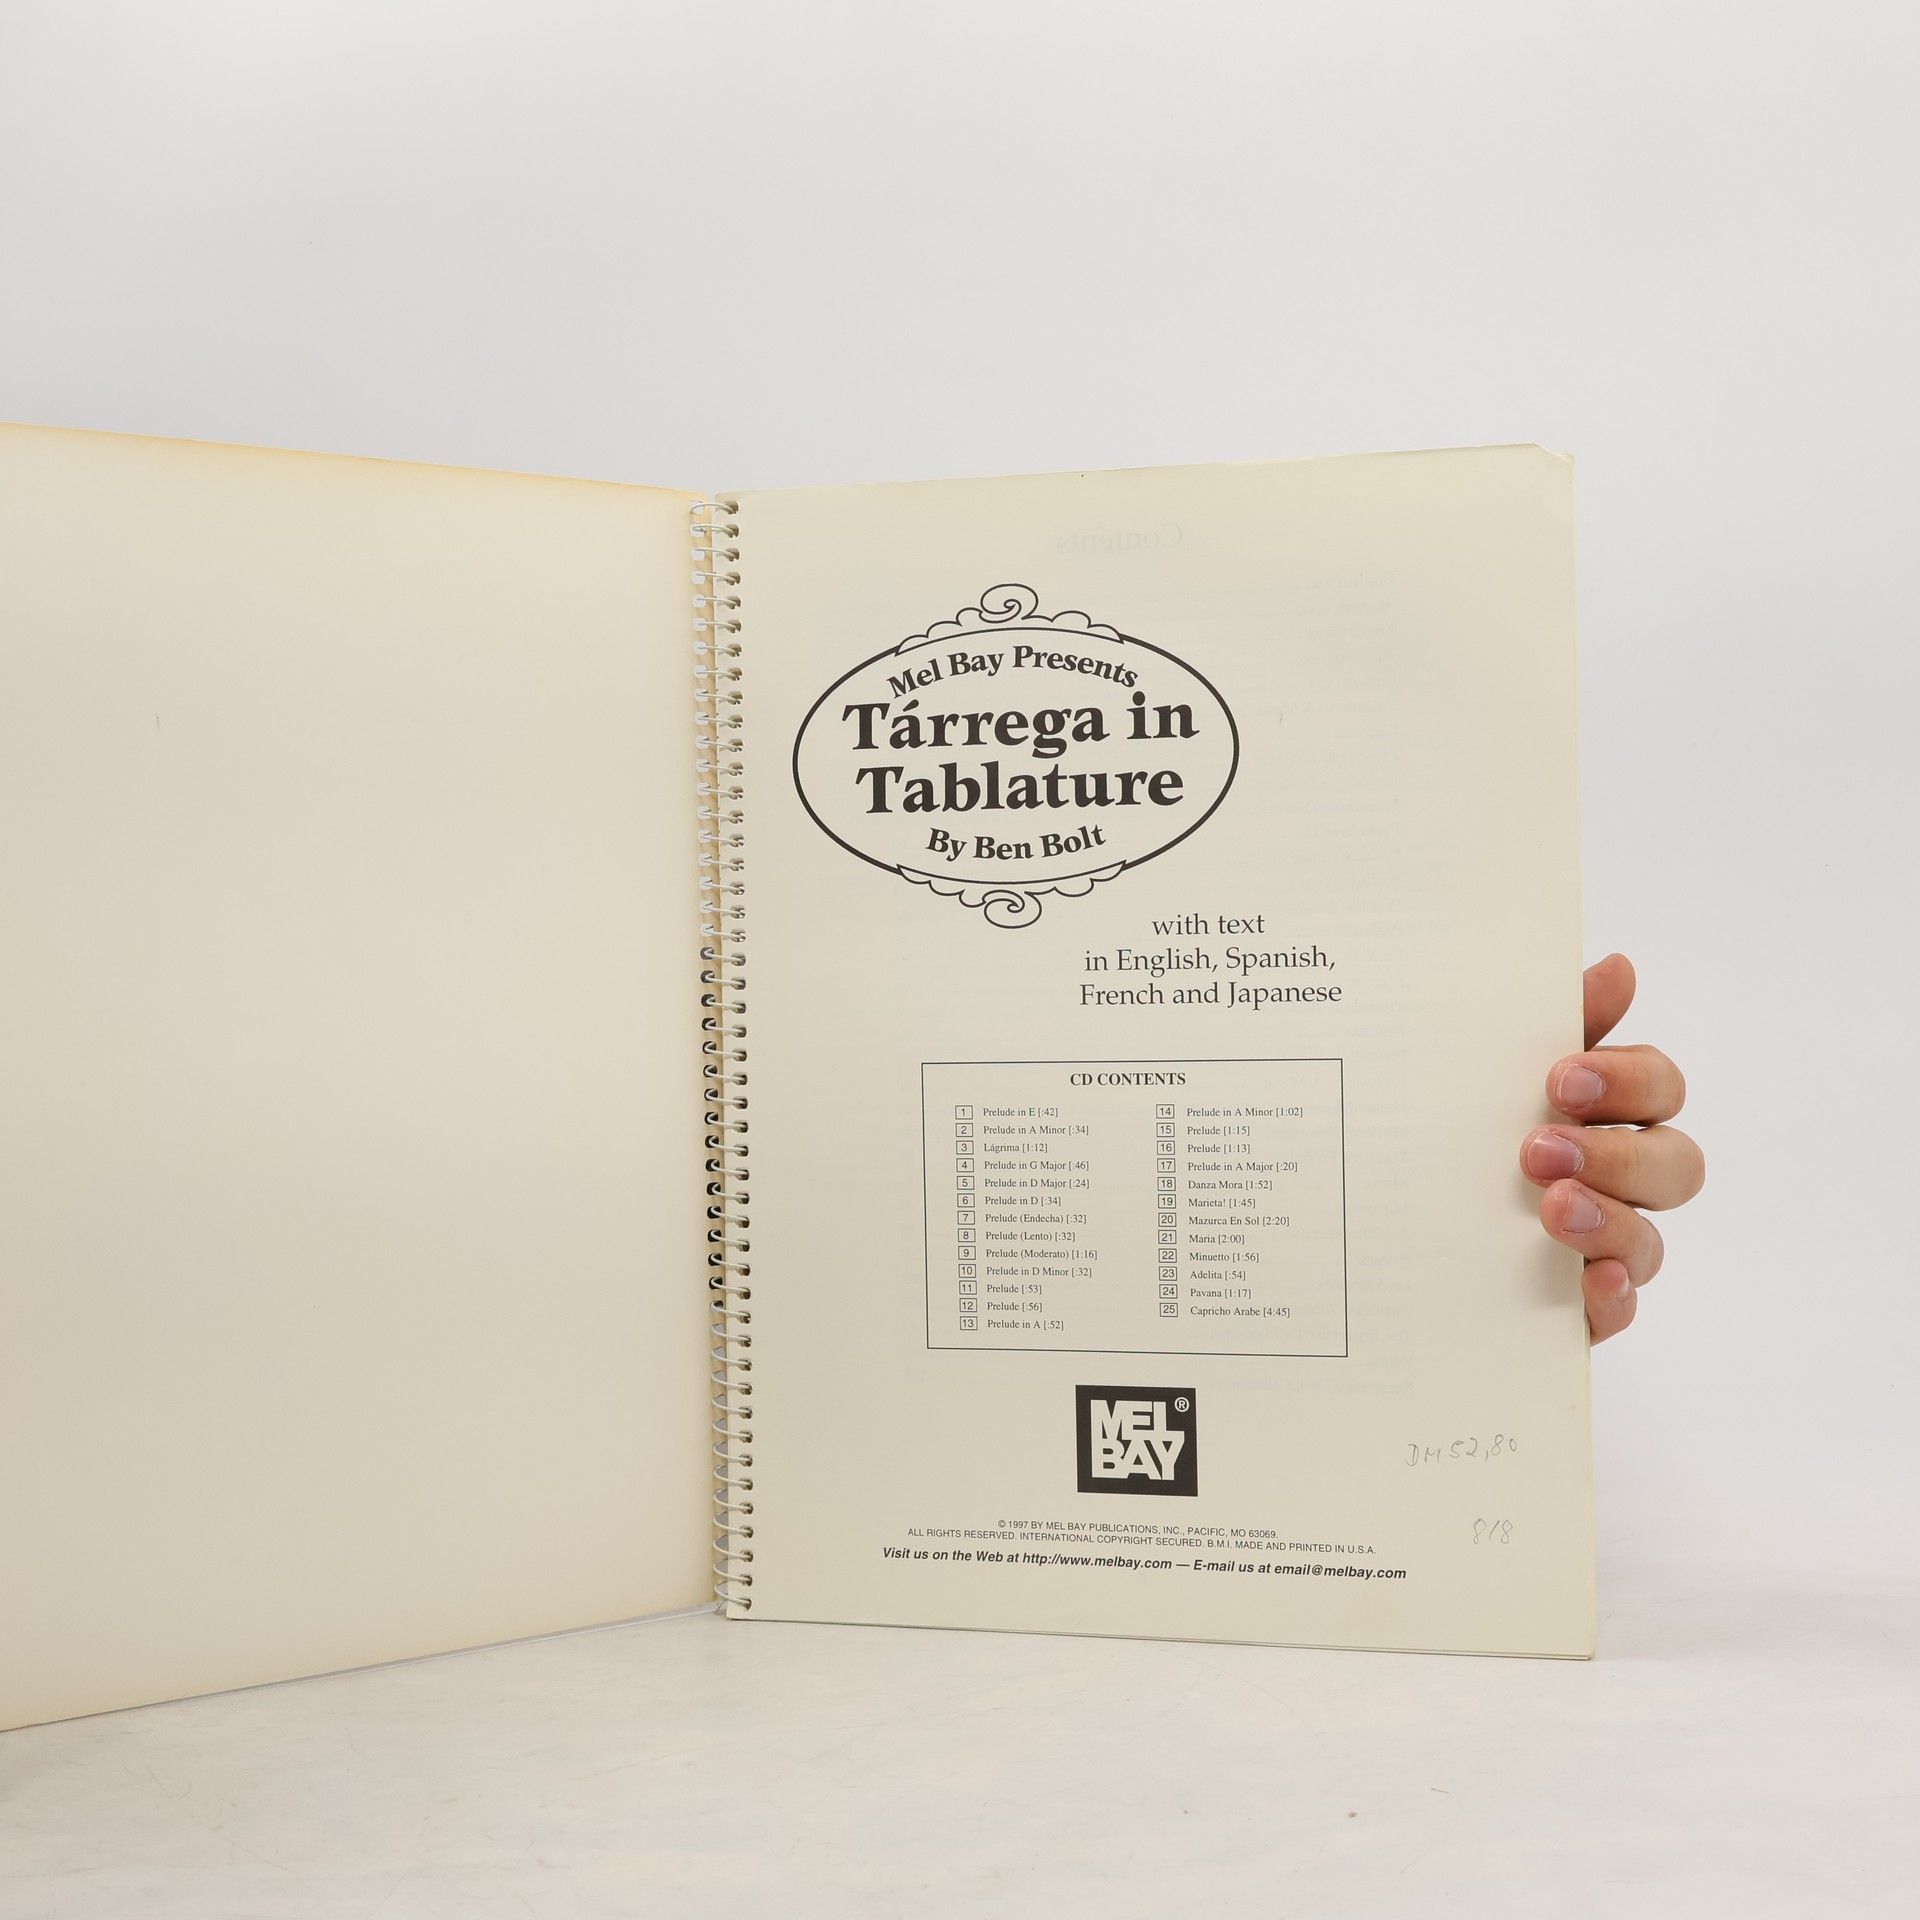 Mel Bay Presents
Tárrega in
Tablature
By Ben Bolt
with text
in English, Spanish,
French and Japanese
CD CONTENTS
1 Prelude in E [:42]
2 Prelude in A Minor [:34]
3 Lágrima [1:12]
4 Prelude in G Major [:46]
5 Prelude in D Major [:24]
6 Prelude in D [:34]
7 Prelude (Endecha) [:32]
8 Prelude (Lento) [:32]
9 Prelude (Moderato) [1:16]
10 Prelude in D Minor [:32]
11 Prelude [:53]
12 Prelude [:56]
13 Prelude in A [:52]
14 Prelude in A Minor [1:02]
15 Prelude [1:15]
16 Prelude [1:13]
17 Prelude in A Major [:20]
18 Danza Mora [1:52]
19 Marieta! [1:45]
20 Mazurca En Sol [2:20]
21 Maria [2:00]
22 Minuetto [1:56]
23 Adelita [:54]
24 Pavana [1:17]
25 Capricho Arabe [4:45]
MEL ®
BAY
DM 52,80
818
© 1997 BY MEL BAY PUBLICATIONS, INC., PACIFIC, MO 63069.
ALL RIGHTS RESERVED. INTERNATIONAL COPYRIGHT SECURED. B.M.I. MADE AND PRINTED IN U.S.A.
Visit us on the Web at http://www.melbay.com — E-mail us at email@melbay.com